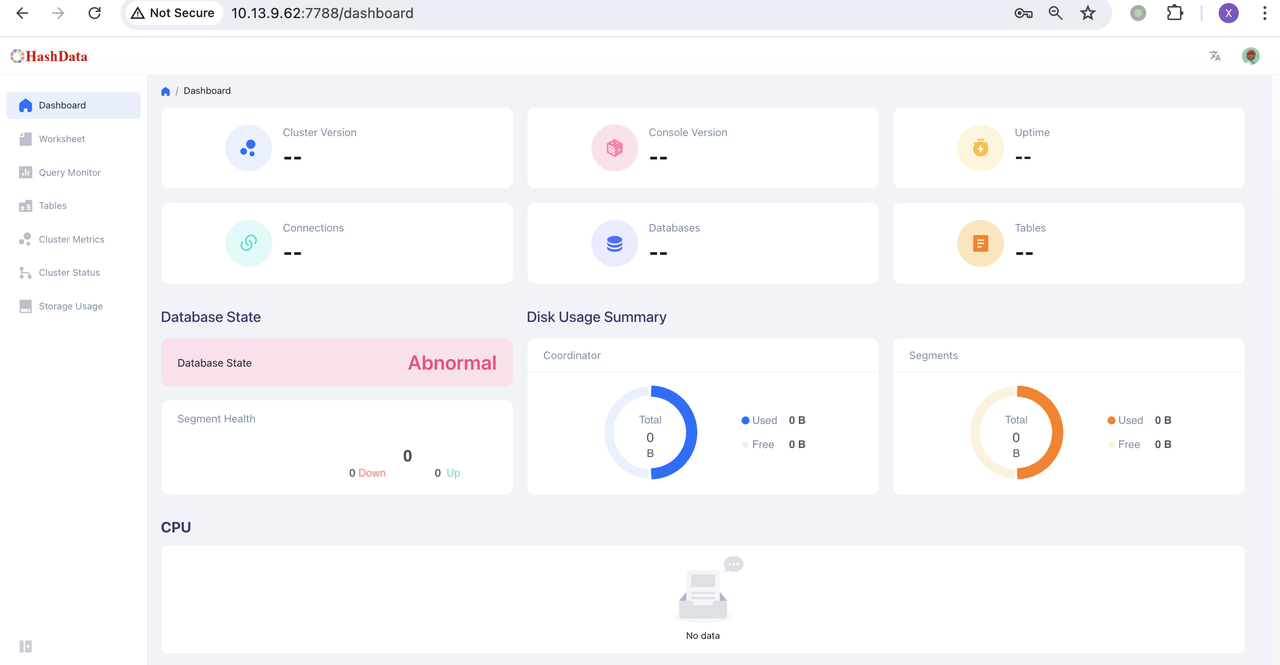 Not Secure 10.13.9.62:7788/dashboard
X
HashData
Dashboard
Worksheet
Query Monitor
Tables
Cluster Metrics
Cluster Status
Storage Usage
/ Dashboard
Cluster Version
--
Console Version
--
Uptime
--
Connections
--
Databases
--
Tables
--
Database State
Database State Abnormal
Segment Health
0
0 Down 0 Up
Disk Usage Summary
Coordinator
Total
0
B
Used 0 B
Free 0 B
Segments
Total
0
B
Used 0 B
Free 0 B
CPU
No data